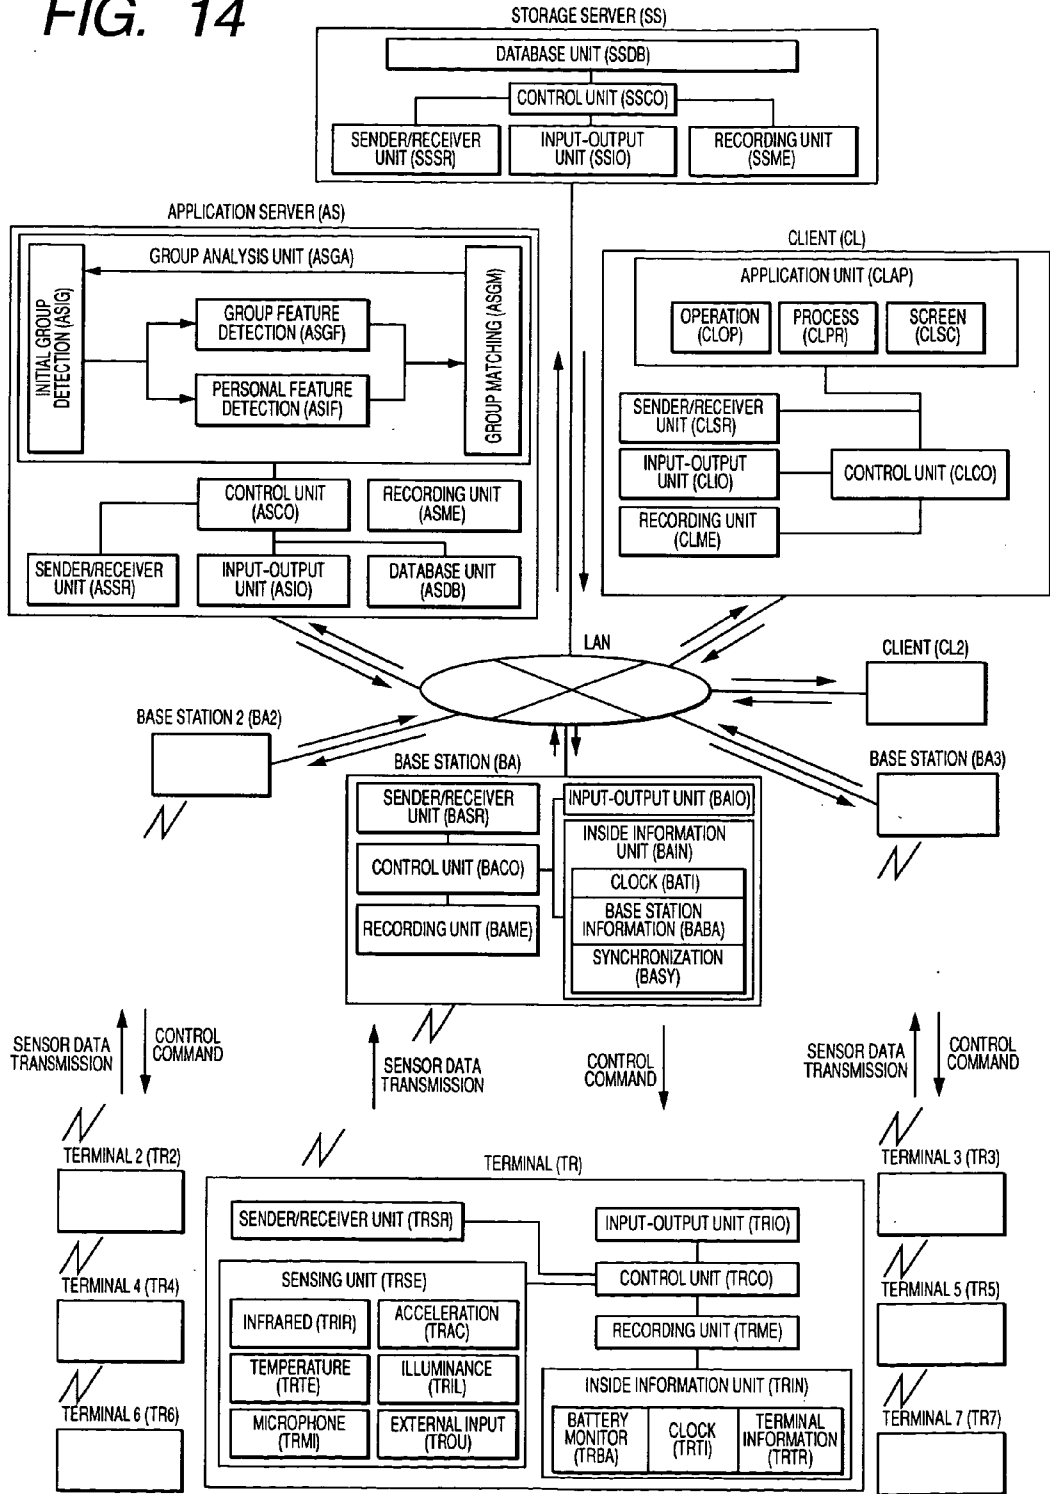 FIG. 14
STORAGE SERVER (SS)
DATABASE UNIT (SSDB)
CONTROL UNIT (SSCO)
SENDER/RECEIVER
UNIT (SSSR)
INPUT-OUTPUT
UNIT (SSIO)
RECORDING UNIT
(SSME)
APPLICATION SERVER (AS)
GROUP ANALYSIS UNIT (ASGA)
INITIAL GROUP
DETECTION (ASIG)
GROUP FEATURE
DETECTION (ASGF)
PERSONAL FEATURE
DETECTION (ASIF)
GROUP MATCHING (ASGM)
CONTROL UNIT
(ASCO)
RECORDING UNIT
(ASME)
SENDER/RECEIVER
UNIT (ASSR)
INPUT-OUTPUT
UNIT (ASIO)
DATABASE UNIT
(ASDB)
CLIENT (CL)
APPLICATION UNIT (CLAP)
OPERATION
(CLOP)
PROCESS
(CLPR)
SCREEN
(CLSC)
SENDER/RECEIVER
UNIT (CLSR)
INPUT-OUTPUT
UNIT (CLIO)
CONTROL UNIT (CLCO)
RECORDING UNIT
(CLME)
LAN
CLIENT (CL2)
BASE STATION 2 (BA2)
BASE STATION (BA3)
BASE STATION (BA)
SENDER/RECEIVER
UNIT (BASR)
CONTROL UNIT (BACO)
RECORDING UNIT (BAME)
INPUT-OUTPUT UNIT (BAIO)
INSIDE INFORMATION
UNIT (BAIN)
CLOCK (BATI)
BASE STATION
INFORMATION (BABA)
SYNCHRONIZATION
(BASY)
SENSOR DATA
TRANSMISSION
CONTROL
COMMAND
SENSOR DATA
TRANSMISSION
CONTROL
COMMAND
SENSOR DATA
TRANSMISSION
CONTROL
COMMAND
TERMINAL 2 (TR2)
TERMINAL 4 (TR4)
TERMINAL 6 (TR6)
TERMINAL (TR)
SENDER/RECEIVER UNIT (TRSR)
INPUT-OUTPUT UNIT (TRIO)
SENSING UNIT (TRSE)
CONTROL UNIT (TRCO)
INFRARED (TRIR)
ACCELERATION
(TRAC)
RECORDING UNIT (TRME)
TEMPERATURE
(TRTE)
ILLUMINANCE
(TRIL)
MICROPHONE
(TRMI)
EXTERNAL INPUT
(TROU)
INSIDE INFORMATION UNIT (TRIN)
BATTERY
MONITOR
(TRBA)
CLOCK
(TRTI)
TERMINAL
INFORMATION
(TRTR)
TERMINAL 3 (TR3)
TERMINAL 5 (TR5)
TERMINAL 7 (TR7)